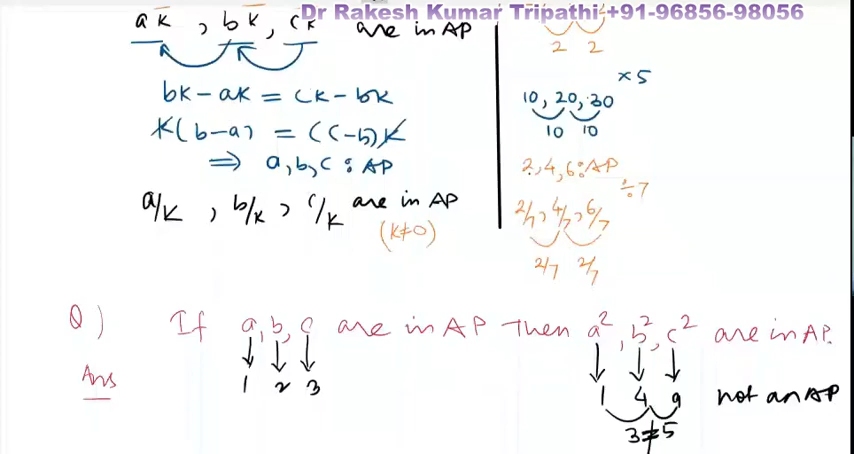 Dr Rakesh Kumar Tripathi +91-96856-98056
ak, bk, ck are in AP
bk-ak = ck-bk
K(b-a) = (c-b)K
⇒ a,b,c : AP
a/K, b/K, c/K are in AP
(K≠0)
2 2
×5
10, 20, 30
10 10
2,4,6 : AP
÷7
2/7, 4/7, 6/7
2/7 2/7
Q) If a,b,c are in AP Then a², b², c² are in AP.
Ans
1 2 3
1 4 9 not an AP
3≠5